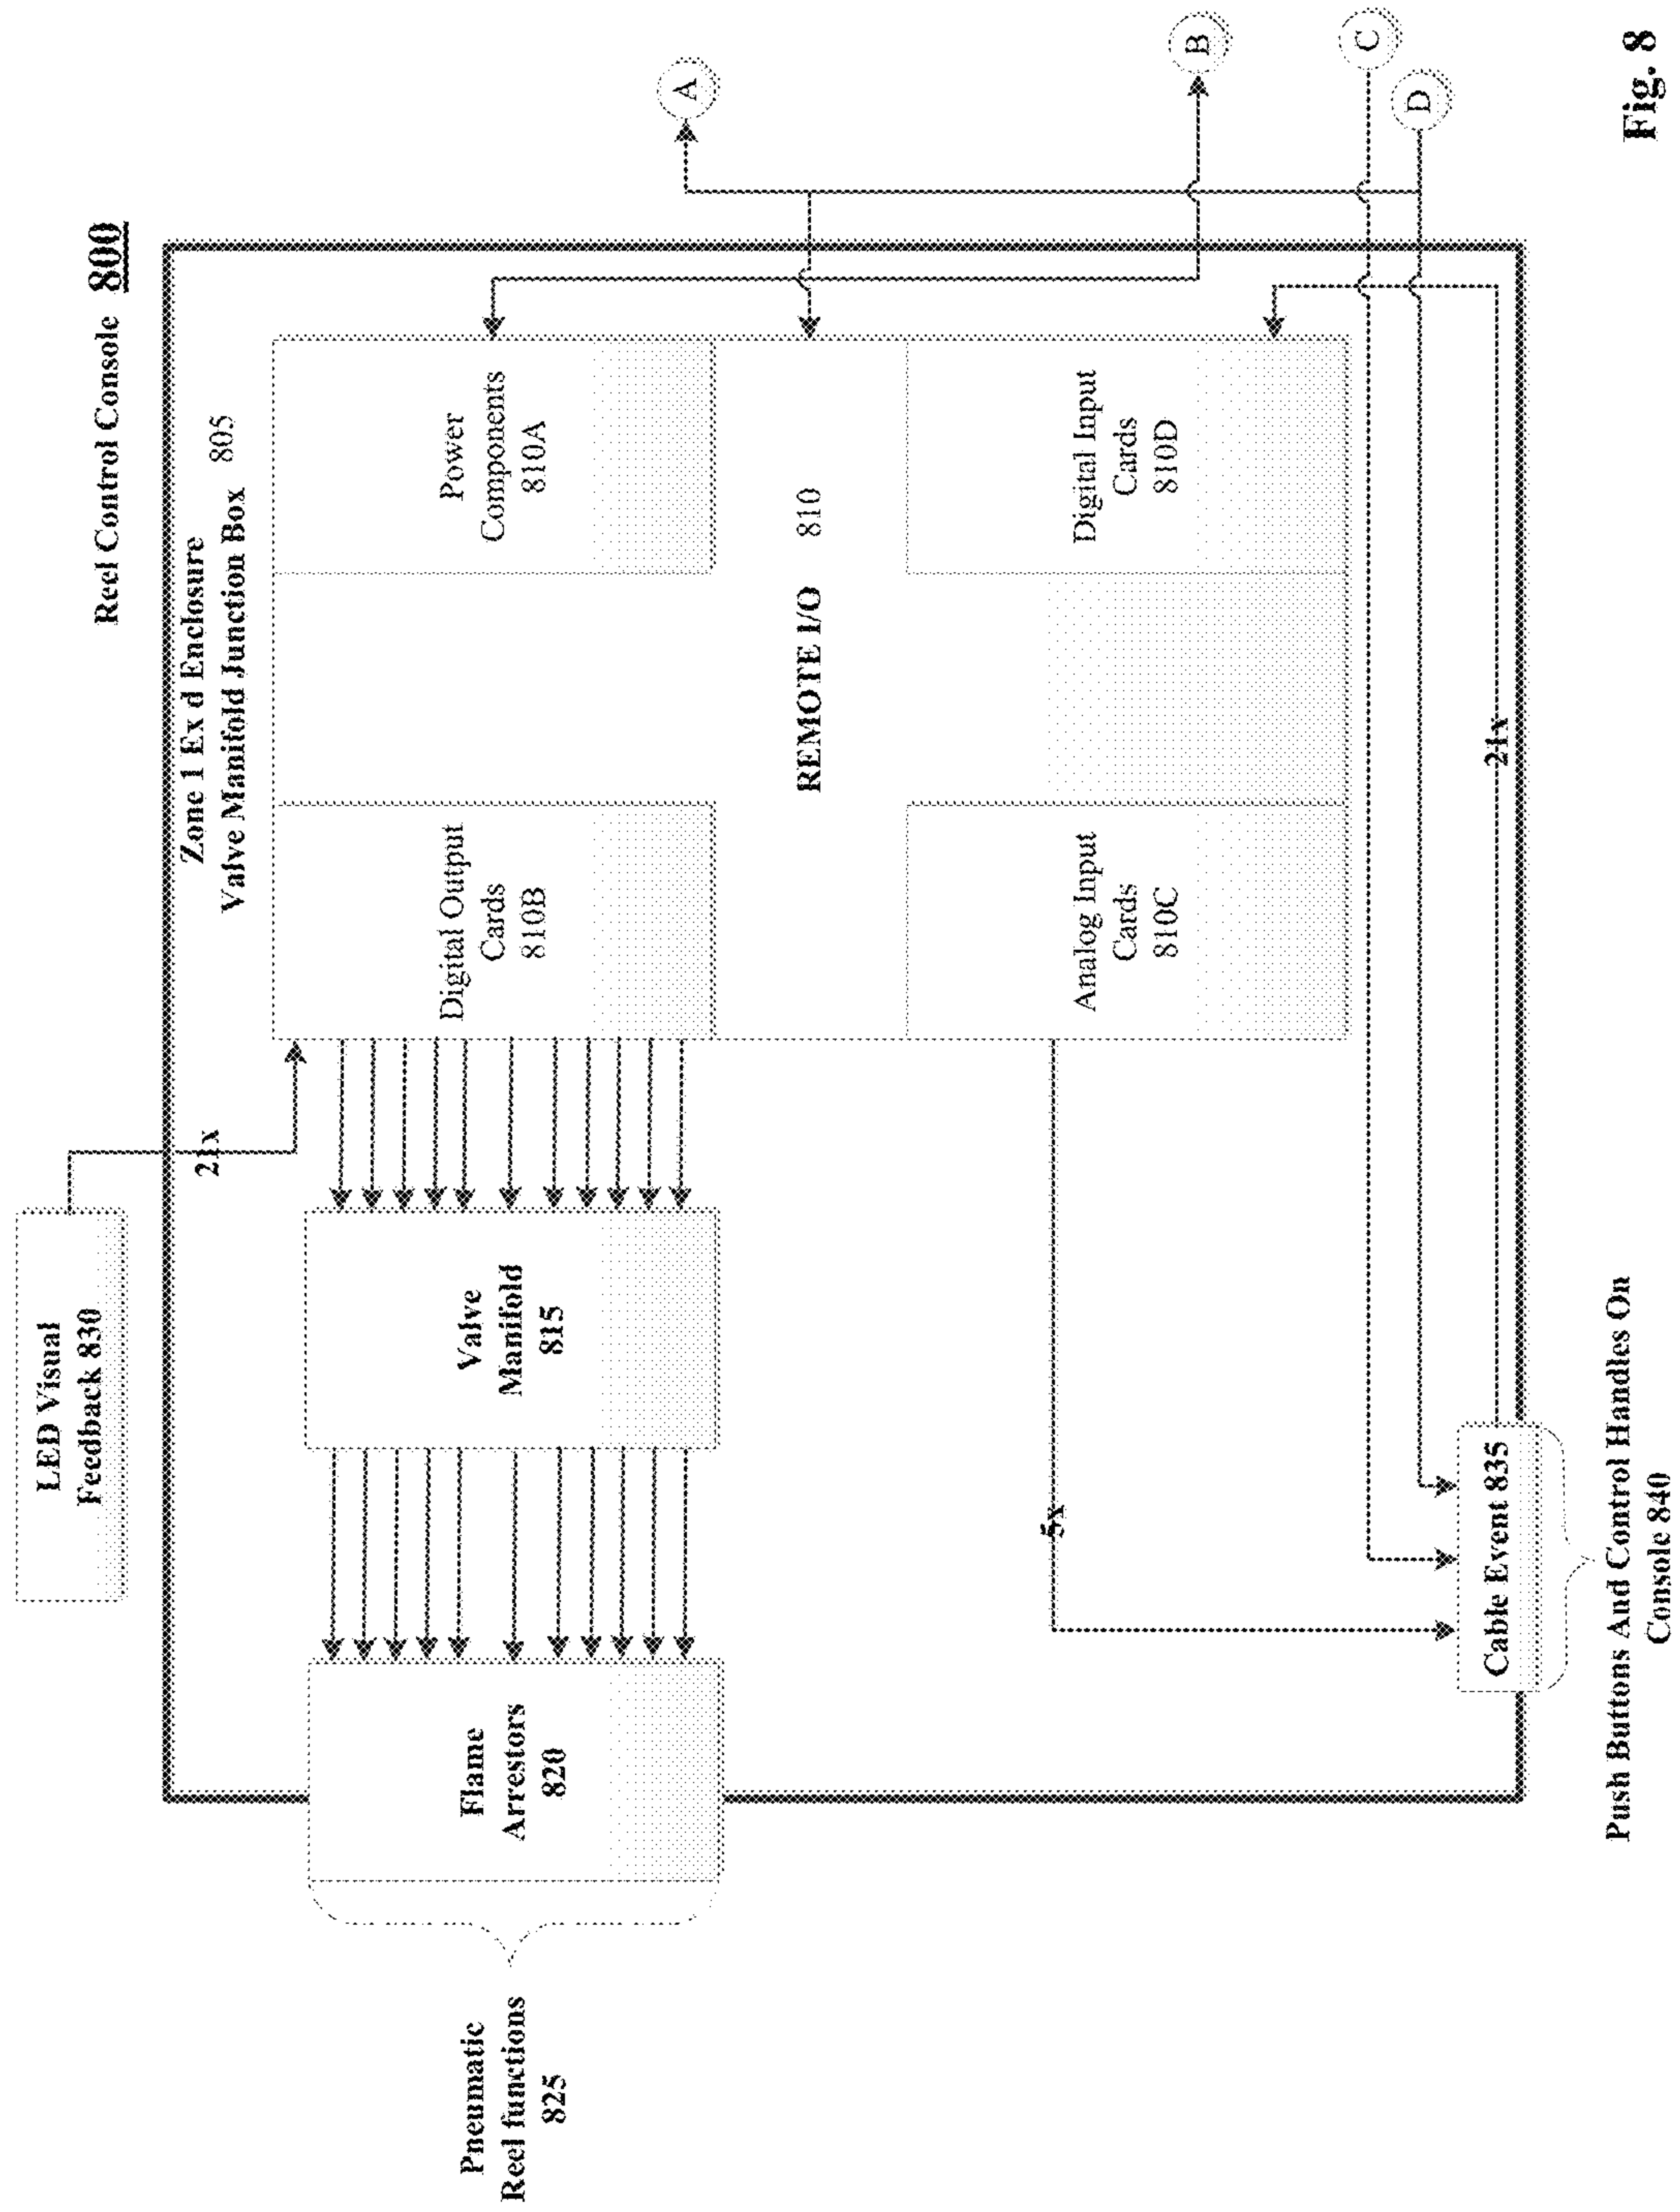 Reel Control Console 800
Zone 1 Ex d Enclosure
Valve Manifold Junction Box 805
LED Visual
Feedback 830
21x
Pneumatic
Reel functions
825
Flame
Arrestors
820
Valve
Manifold
815
Digital Output
Cards
810B
Power
Components
810A
REMOTE I/O 810
Analog Input
Cards
810C
Digital Input
Cards
810D
5x
21x
Cable Event 835
Push Buttons And Control Handles On
Console 840
A
B
C
D
Fig. 8